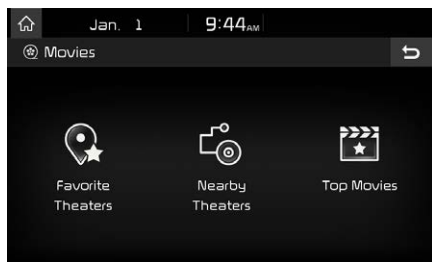 Jan. 1 9:44AM
Movies
Favorite Theaters
Nearby Theaters
Top Movies